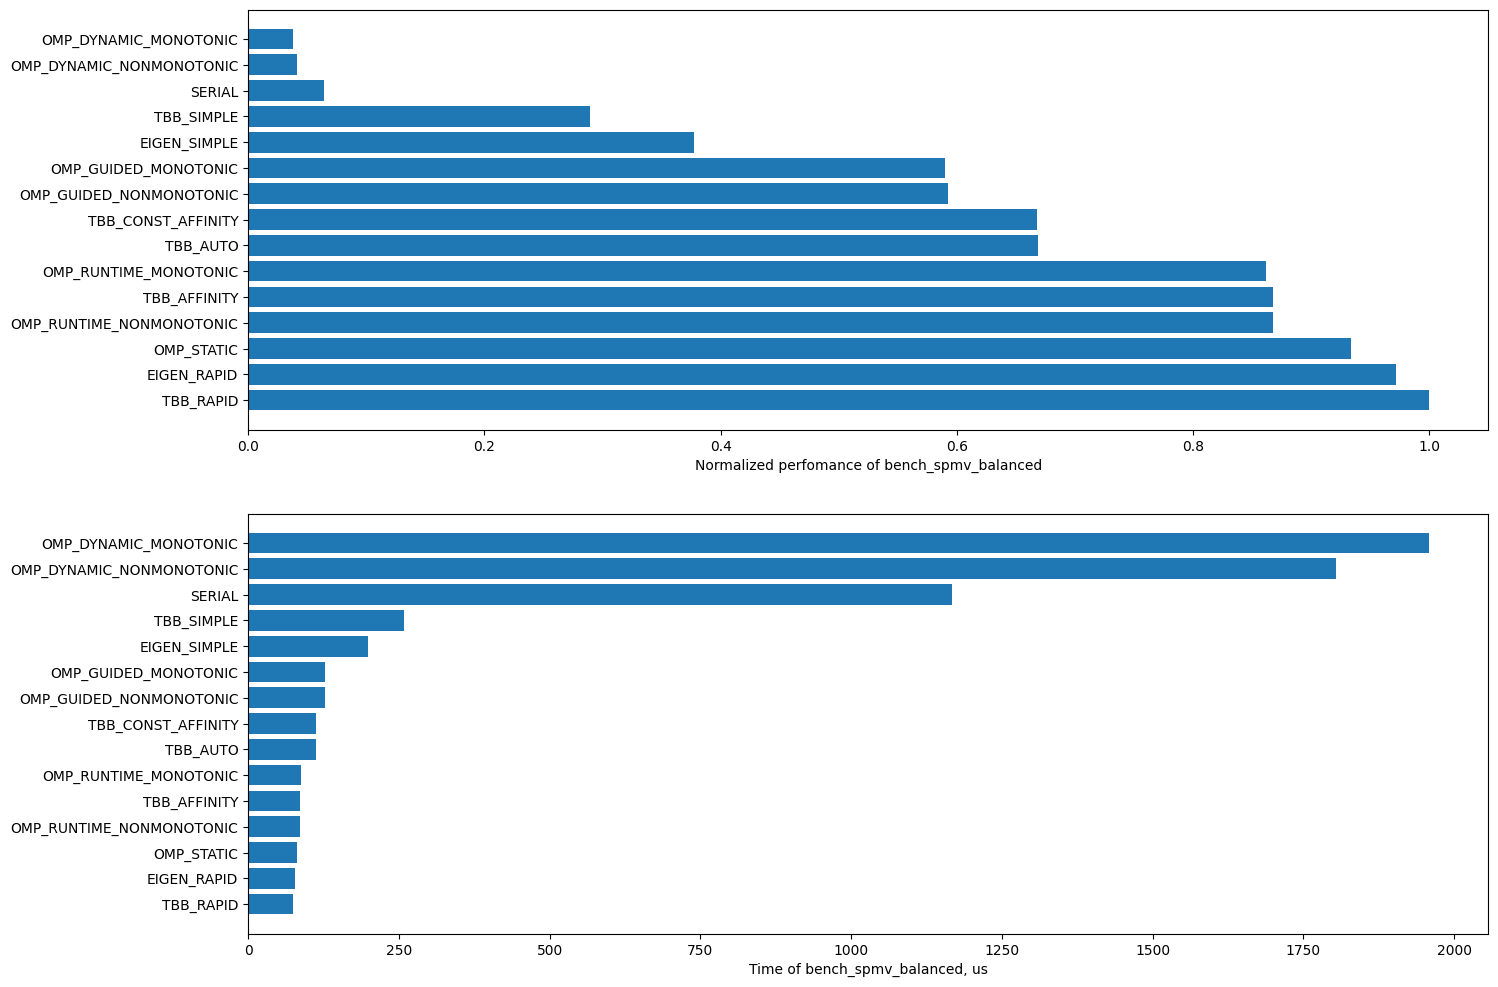 OMP_DYNAMIC_MONOTONIC
OMP_DYNAMIC_NONMONOTONIC
SERIAL
TBB_SIMPLE
EIGEN_SIMPLE
OMP_GUIDED_MONOTONIC
OMP_GUIDED_NONMONOTONIC
TBB_CONST_AFFINITY
TBB_AUTO
OMP_RUNTIME_MONOTONIC
TBB_AFFINITY
OMP_RUNTIME_NONMONOTONIC
OMP_STATIC
EIGEN_RAPID
TBB_RAPID
0.0 0.2 0.4 0.6 0.8 1.0
Normalized perfomance of bench_spmv_balanced
OMP_DYNAMIC_MONOTONIC
OMP_DYNAMIC_NONMONOTONIC
SERIAL
TBB_SIMPLE
EIGEN_SIMPLE
OMP_GUIDED_MONOTONIC
OMP_GUIDED_NONMONOTONIC
TBB_CONST_AFFINITY
TBB_AUTO
OMP_RUNTIME_MONOTONIC
TBB_AFFINITY
OMP_RUNTIME_NONMONOTONIC
OMP_STATIC
EIGEN_RAPID
TBB_RAPID
0 250 500 750 1000 1250 1500 1750 2000
Time of bench_spmv_balanced, us